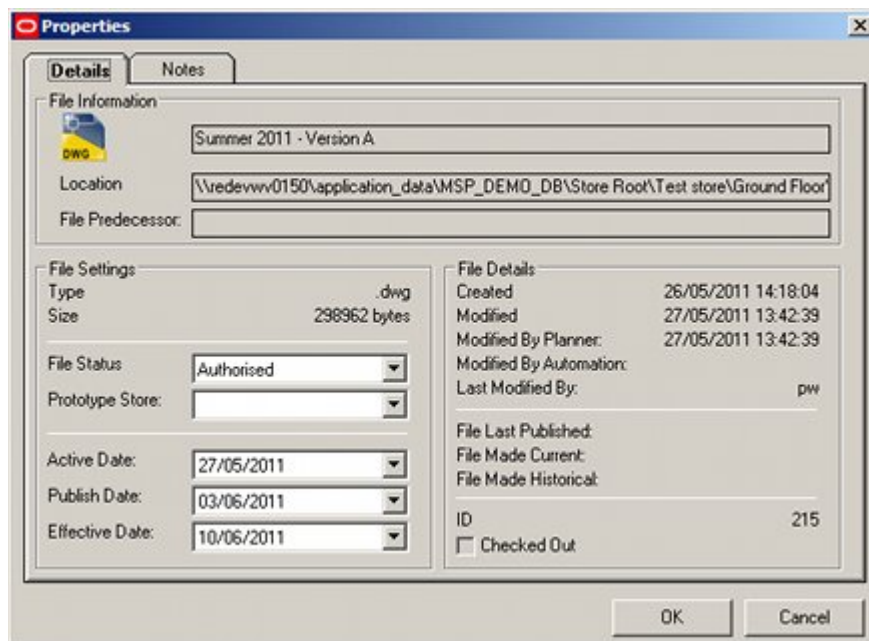 Properties
Details Notes
File Information
DWG
Summer 2011 - Version A
Location \\redevwv0150\application_data\MSP_DEMO_DB\Store Root\Test store\Ground Floor\
File Predecessor:
File Settings
Type .dwg
Size 298962 bytes
File Status Authorised
Prototype Store:
Active Date: 27/05/2011
Publish Date: 03/06/2011
Effective Date: 10/06/2011
File Details
Created 26/05/2011 14:18:04
Modified 27/05/2011 13:42:39
Modified By Planner: 27/05/2011 13:42:39
Modified By Automation:
Last Modified By: pw
File Last Published:
File Made Current:
File Made Historical:
ID 215
Checked Out
OK Cancel